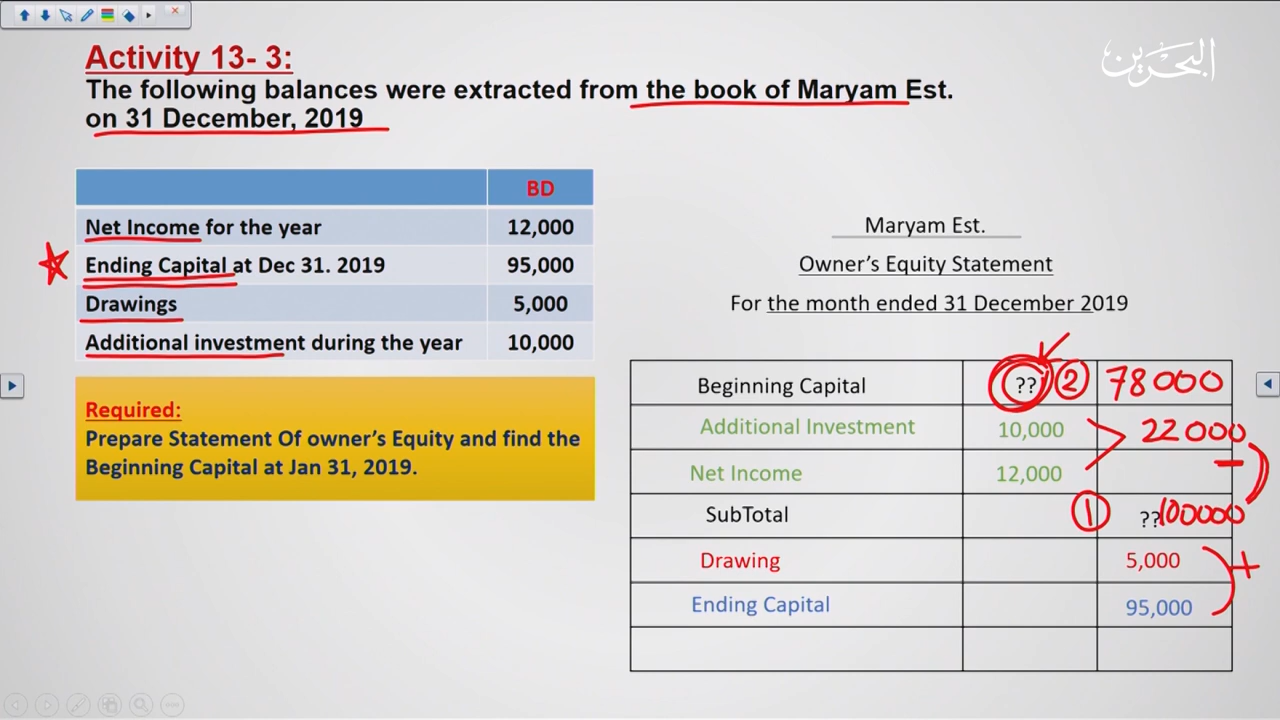 البحرين
Activity 13- 3:
The following balances were extracted from the book of Maryam Est.
on 31 December, 2019
BD
Net Income for the year 12,000
Ending Capital at Dec 31. 2019 95,000
Drawings 5,000
Additional investment during the year 10,000
Required:
Prepare Statement Of owner's Equity and find the
Beginning Capital at Jan 31, 2019.
Maryam Est.
Owner's Equity Statement
For the month ended 31 December 2019
Beginning Capital ?? 2 78000
Additional Investment 10,000 22000
Net Income 12,000 −
SubTotal 1 ?? 100000
Drawing 5,000 +
Ending Capital 95,000